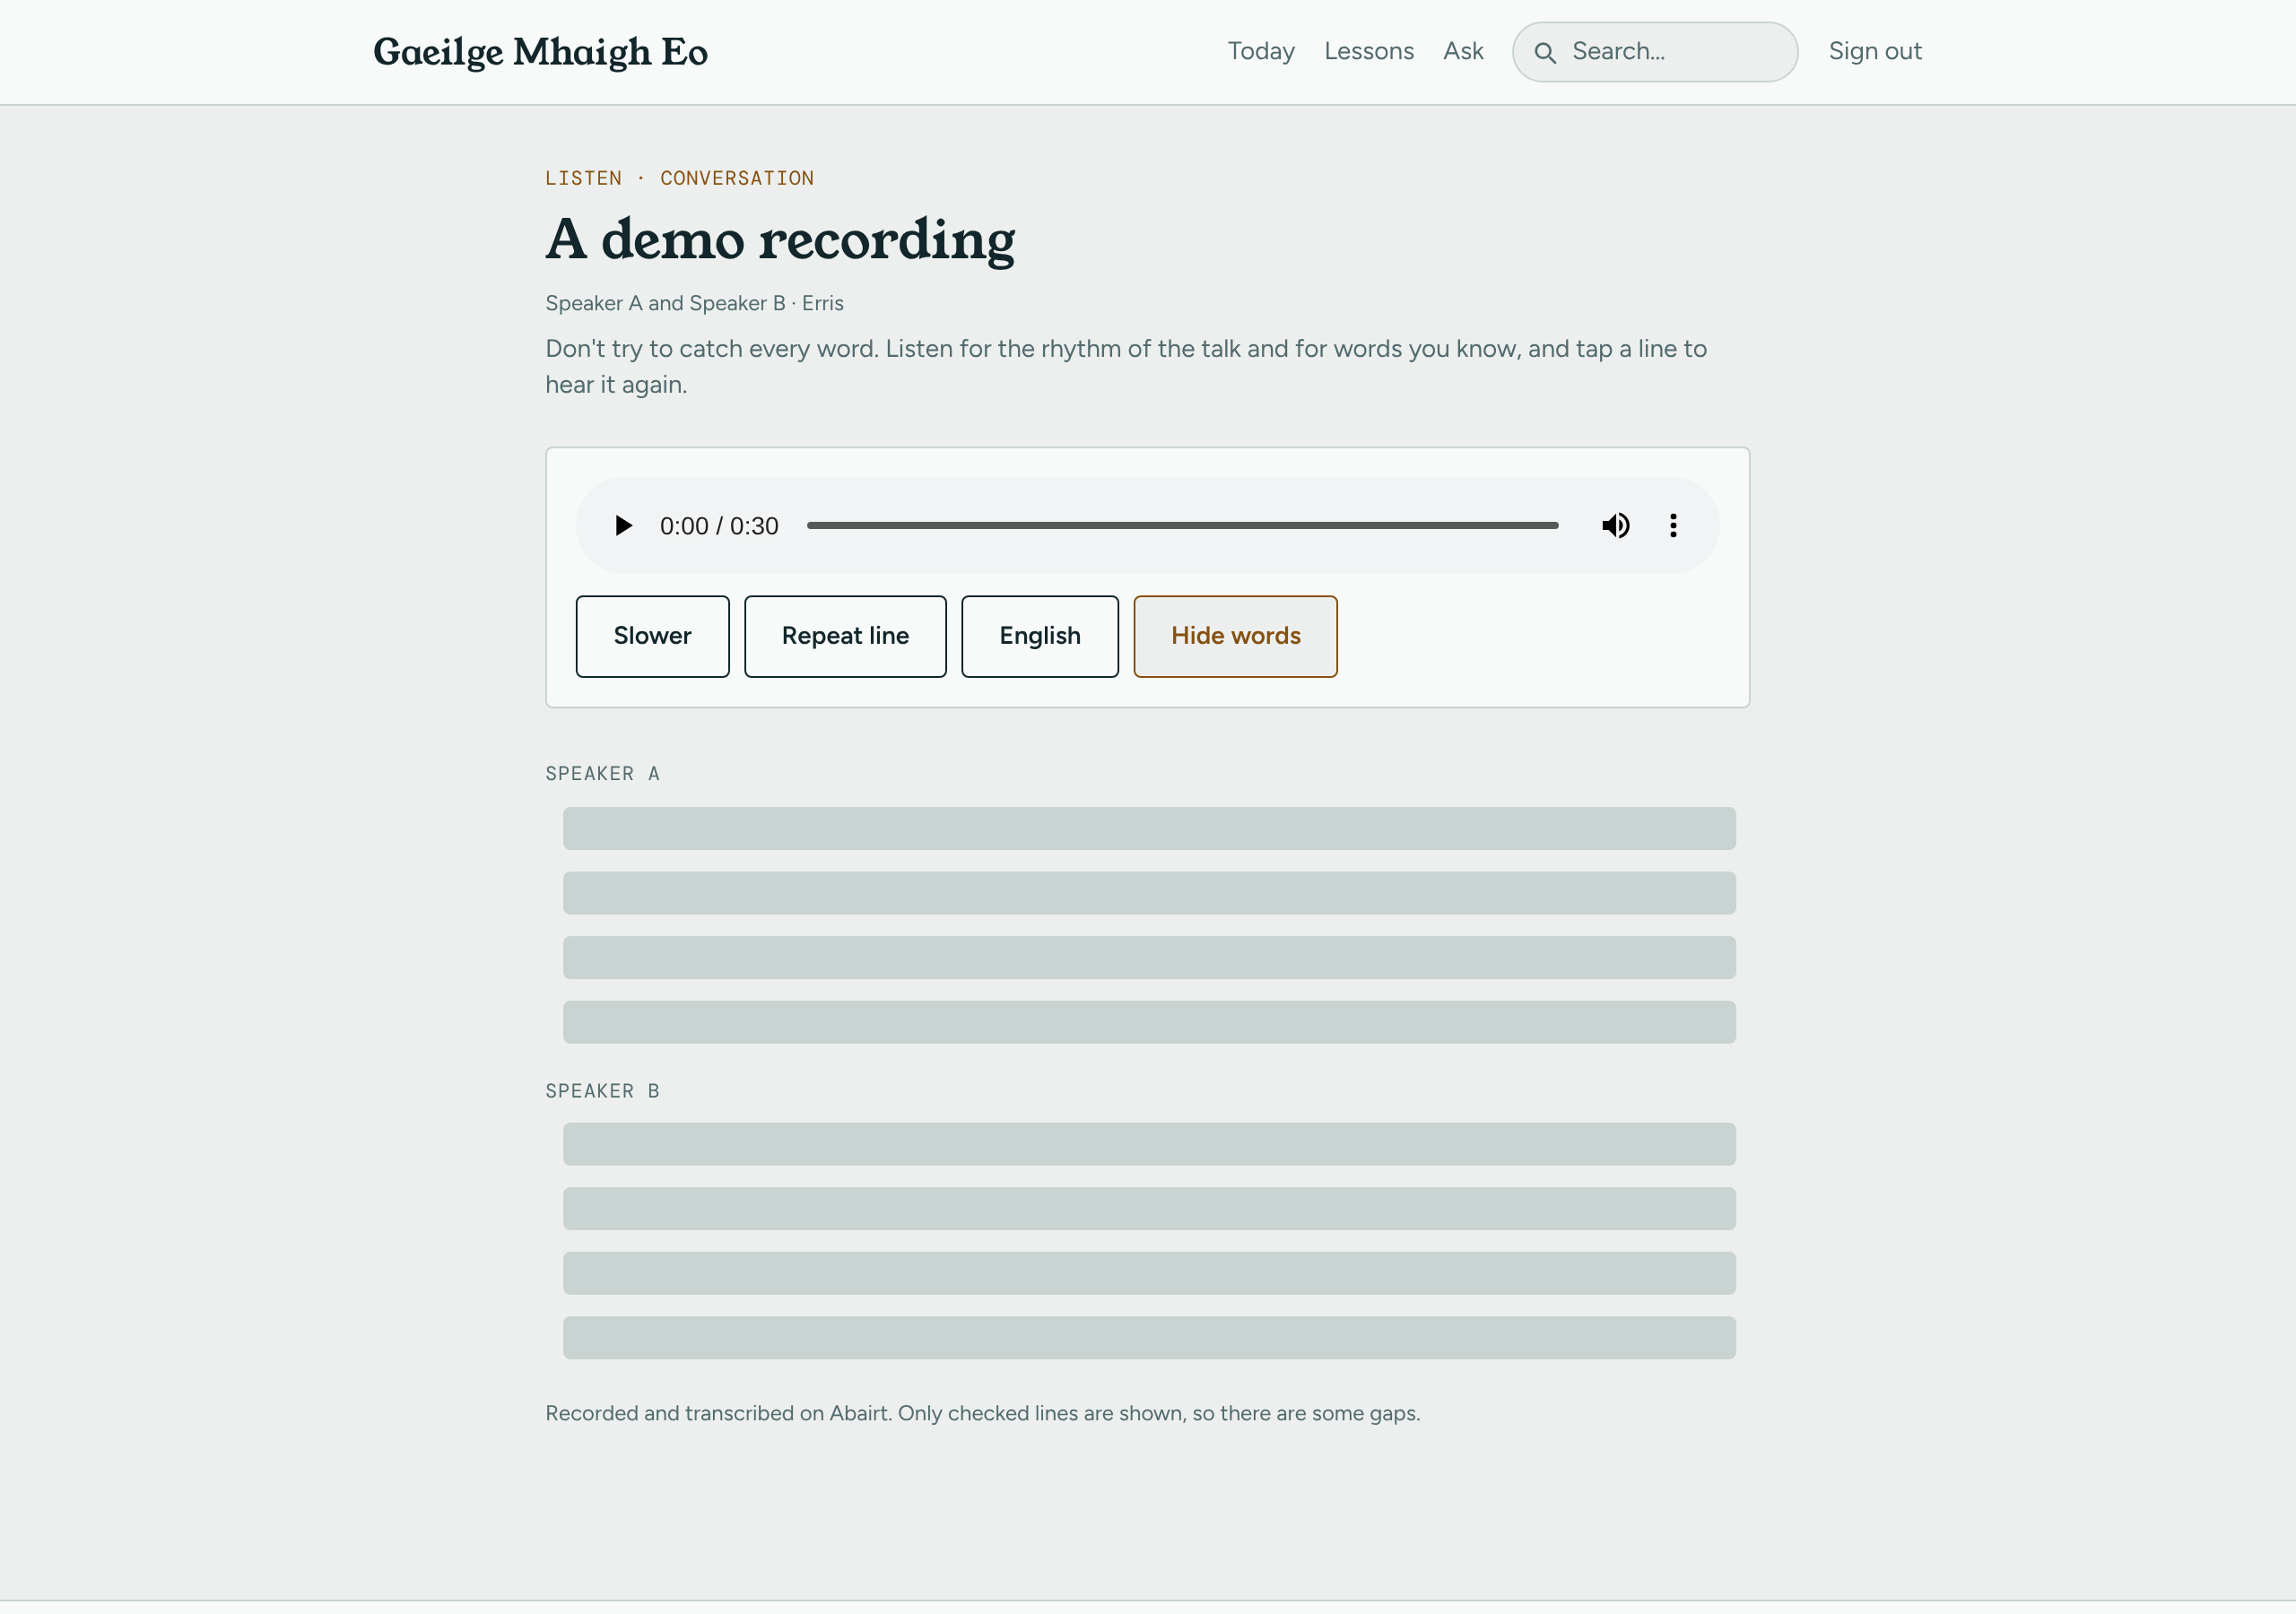 Gaeilge Mhaigh Eo
Today Lessons Ask Search... Sign out
LISTEN · CONVERSATION
A demo recording
Speaker A and Speaker B · Erris
Don't try to catch every word. Listen for the rhythm of the talk and for words you know, and tap a line to
hear it again.
0:00 / 0:30
Slower Repeat line English Hide words
SPEAKER A
SPEAKER B
Recorded and transcribed on Abairt. Only checked lines are shown, so there are some gaps.